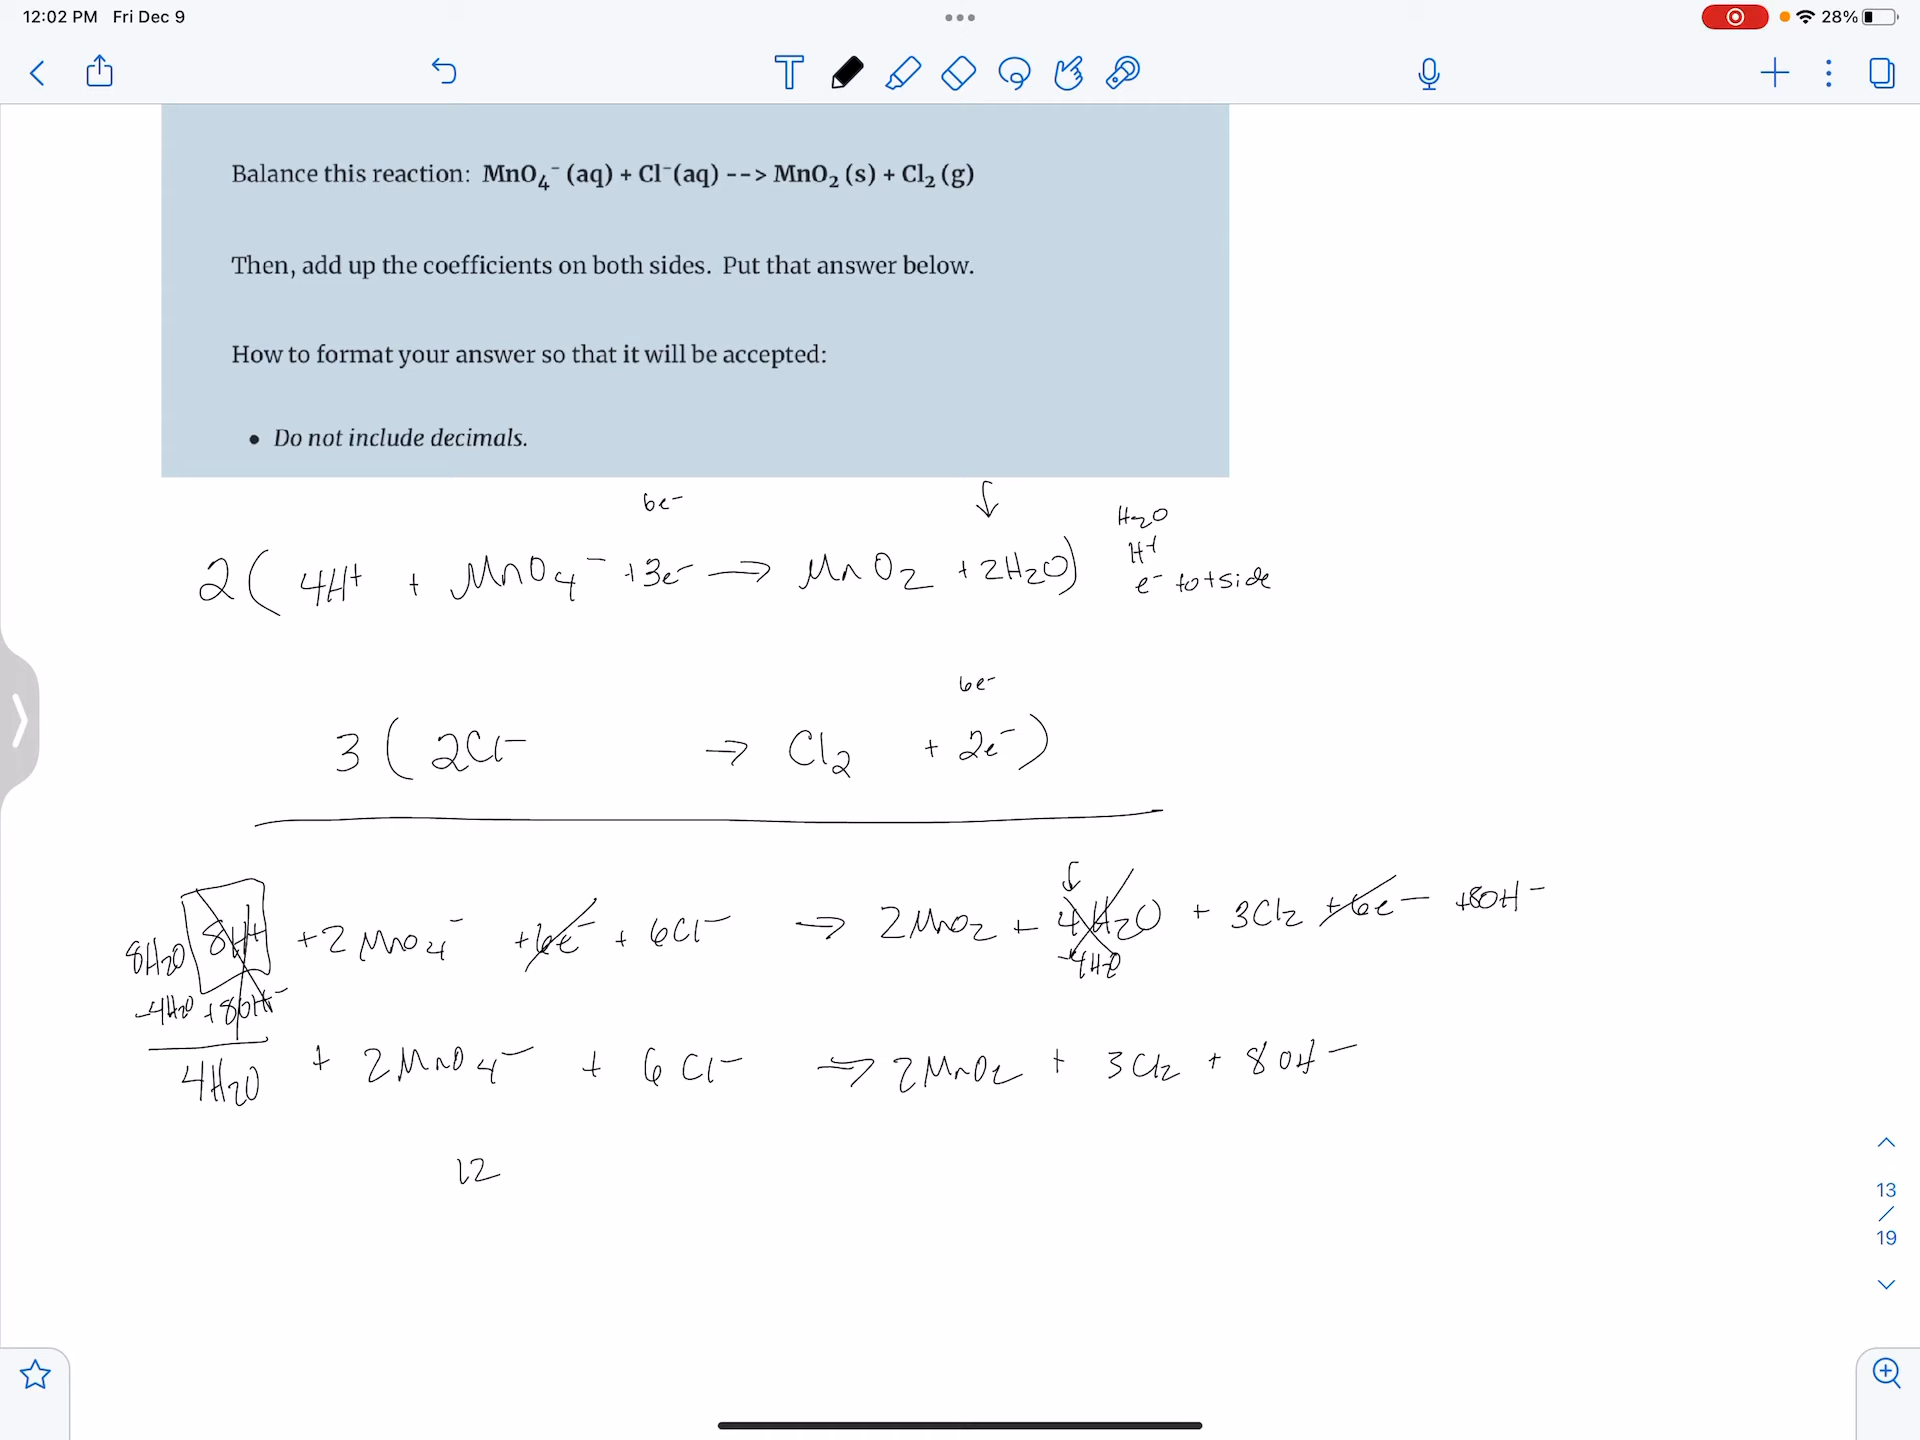 12:02 PM Fri Dec 9
28%
Balance this reaction: MnO₄⁻ (aq) + Cl⁻(aq) --> MnO₂ (s) + Cl₂ (g)
Then, add up the coefficients on both sides. Put that answer below.
How to format your answer so that it will be accepted:
• Do not include decimals.
6e⁻ ↓
2( 4H⁺ + MnO₄⁻ +3e⁻ → MnO₂ +2H₂O)
H₂O
H⁺
e⁻ to + side
6e⁻
3 ( 2Cl⁻ → Cl₂ + 2e⁻ )
↓
8H₂O 8H⁺ +2 MnO₄⁻ +6e⁻ + 6Cl⁻ → 2MnO₂ + 4H₂O + 3Cl₂ +6e⁻ +8OH⁻
-4H₂O +8OH⁻ -4H₂O
4H₂O + 2MnO₄⁻ + 6Cl⁻ → 2MnO₂ + 3Cl₂ + 8OH⁻
12
13
/
19